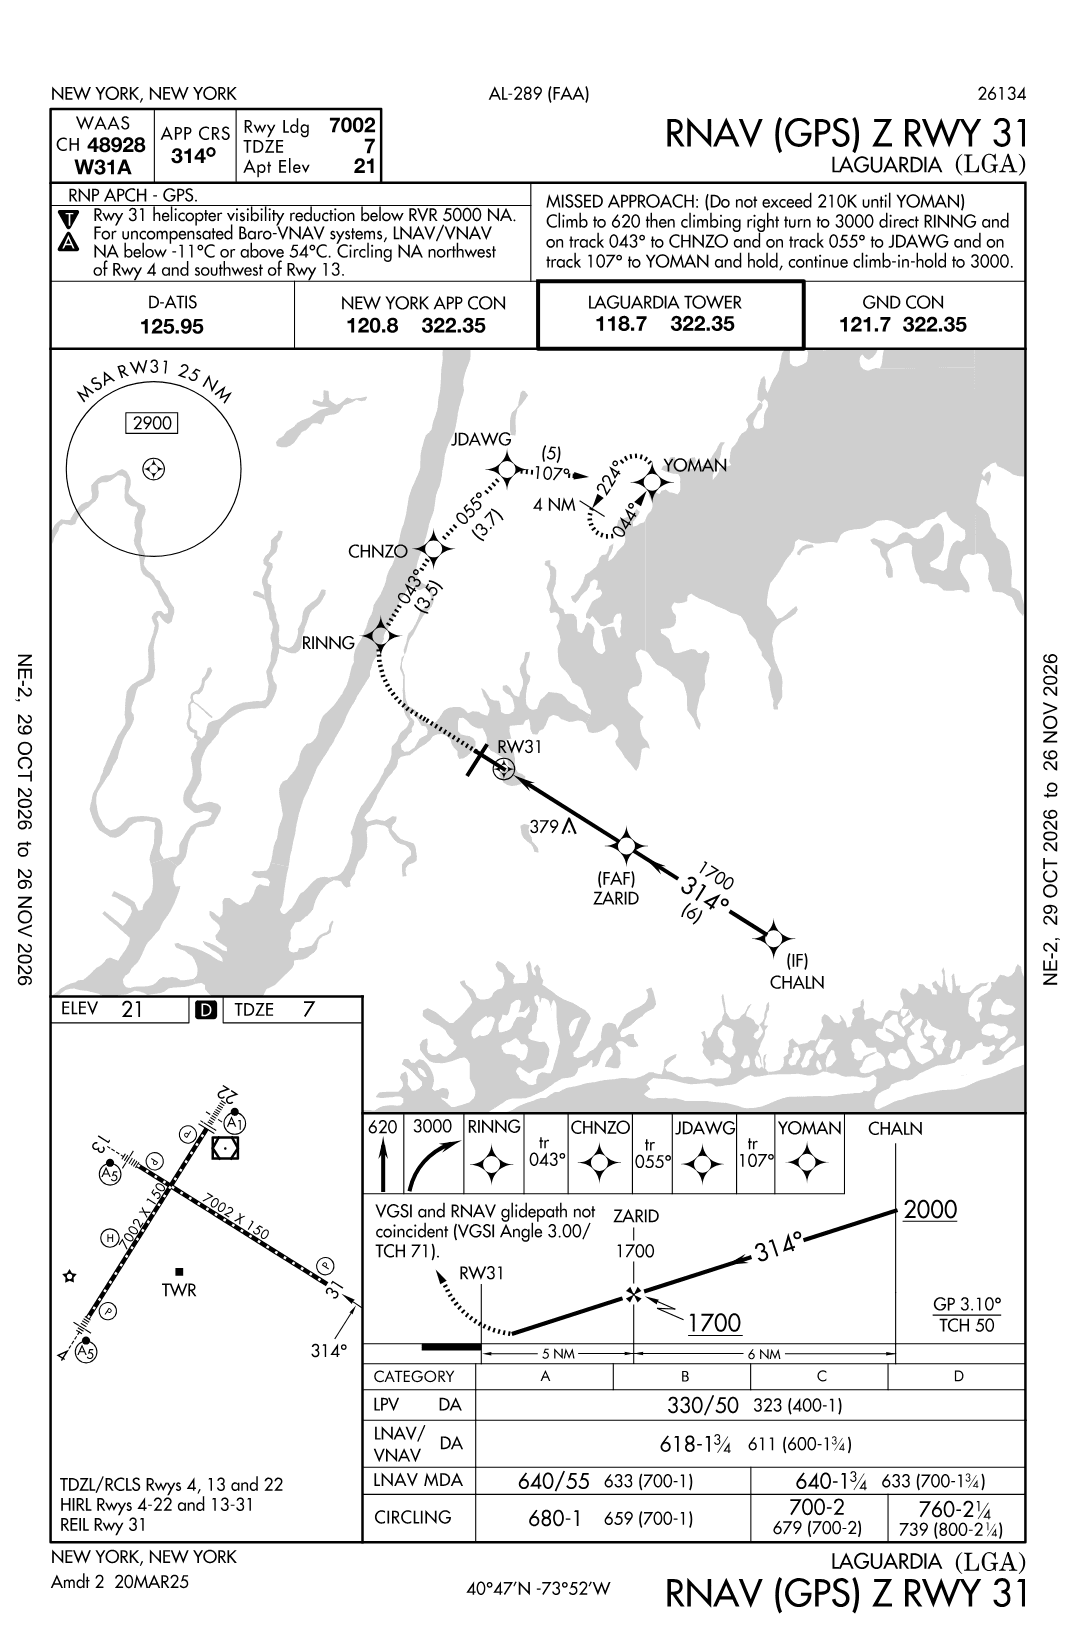 NEW YORK, NEW YORK
AL-289 (FAA)
26134
WAAS
CH 48928
W31A
APP CRS
314°
Rwy Ldg 7002
TDZE 7
Apt Elev 21
RNAV (GPS) Z RWY 31
LAGUARDIA (LGA)
RNP APCH - GPS.
T
A
Rwy 31 helicopter visibility reduction below RVR 5000 NA.
For uncompensated Baro-VNAV systems, LNAV/VNAV
NA below -11°C or above 54°C. Circling NA northwest
of Rwy 4 and southwest of Rwy 13.
MISSED APPROACH: (Do not exceed 210K until YOMAN)
Climb to 620 then climbing right turn to 3000 direct RINNG and
on track 043° to CHNZO and on track 055° to JDAWG and on
track 107° to YOMAN and hold, continue climb-in-hold to 3000.
D-ATIS
125.95
NEW YORK APP CON
120.8 322.35
LAGUARDIA TOWER
118.7 322.35
GND CON
121.7 322.35
MSA RW31 25 NM
2900
JDAWG
(5)
107°
YOMAN
224°
4 NM
044°
055°
(3.7)
CHNZO
043°
(3.5)
RINNG
RW31
379
(FAF)
ZARID
1700
314°
(6)
(IF)
CHALN
NE-2, 29 OCT 2026 to 26 NOV 2026
NE-2, 29 OCT 2026 to 26 NOV 2026
ELEV 21
D
TDZE 7
22
A1
P
13
A5
P
7002 X 150
7002 X 150
H
P
31
TWR
P
4
A5
314°
TDZL/RCLS Rwys 4, 13 and 22
HIRL Rwys 4-22 and 13-31
REIL Rwy 31
620
3000
RINNG
tr
043°
CHNZO
tr
055°
JDAWG
tr
107°
YOMAN
CHALN
VGSI and RNAV glidepath not
coincident (VGSI Angle 3.00/
TCH 71).
ZARID
1700
2000
314°
RW31
1700
GP 3.10°
TCH 50
5 NM
6 NM
CATEGORY A B C D
LPV DA 330/50 323 (400-1)
LNAV/
VNAV DA 618-1¾ 611 (600-1¾)
LNAV MDA 640/55 633 (700-1) 640-1¾ 633 (700-1¾)
CIRCLING 680-1 659 (700-1)
700-2
679 (700-2)
760-2¼
739 (800-2¼)
NEW YORK, NEW YORK
Amdt 2 20MAR25
40°47'N -73°52'W
LAGUARDIA (LGA)
RNAV (GPS) Z RWY 31